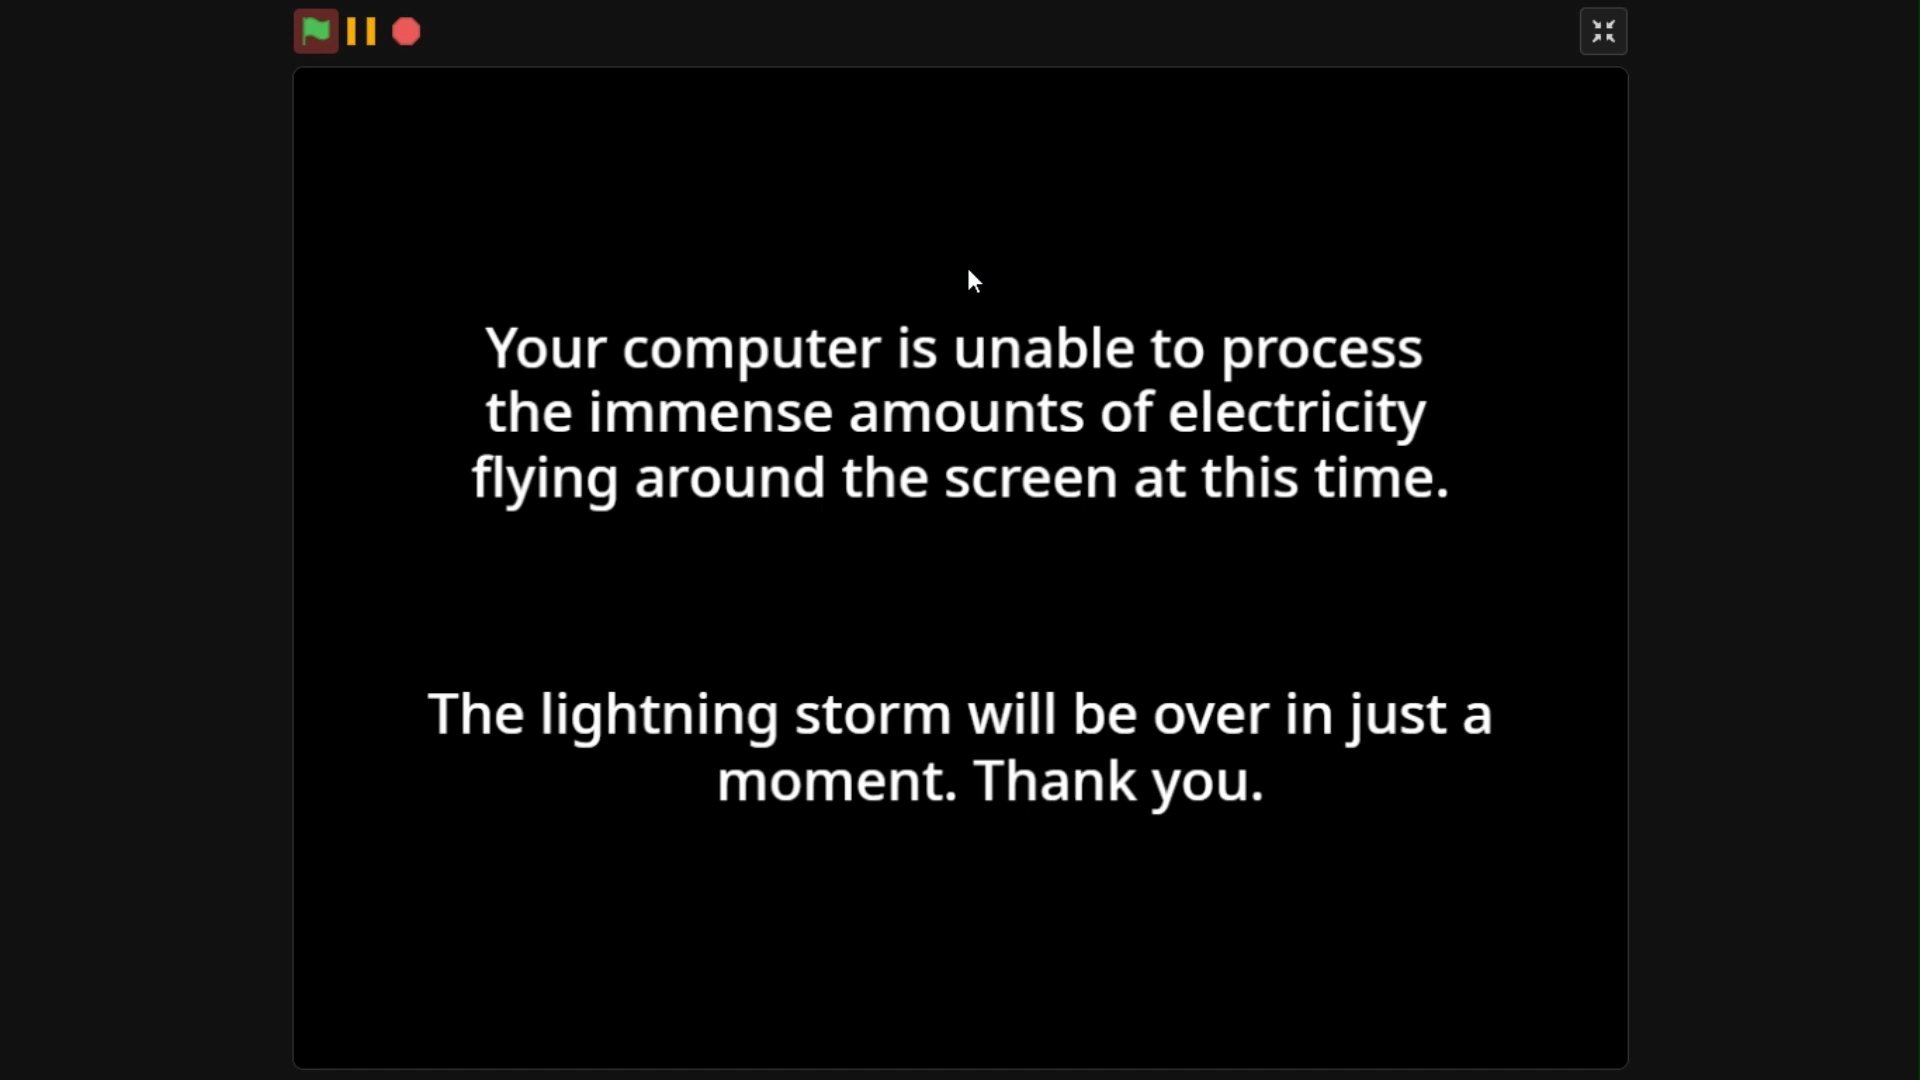 Your computer is unable to process
the immense amounts of electricity
flying around the screen at this time.
The lightning storm will be over in just a
moment. Thank you.